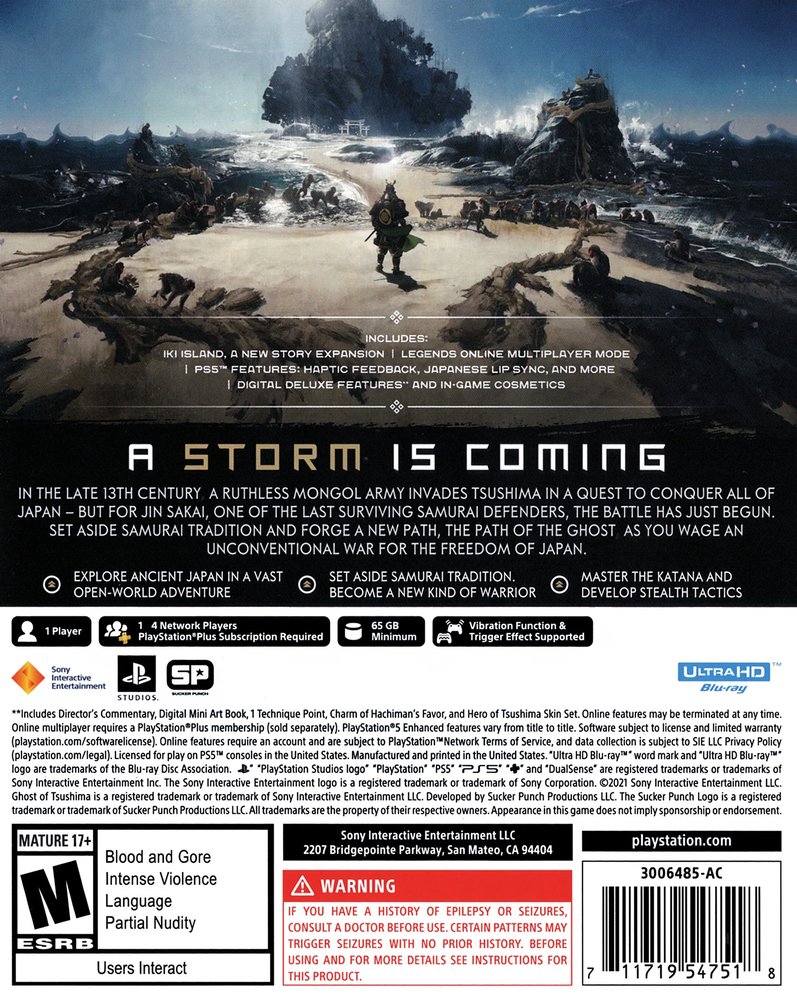 INCLUDES:
IKI ISLAND, A NEW STORY EXPANSION | LEGENDS ONLINE MULTIPLAYER MODE
| PS5™ FEATURES: HAPTIC FEEDBACK, JAPANESE LIP SYNC, AND MORE
| DIGITAL DELUXE FEATURES** AND IN-GAME COSMETICS
A STORM IS COMING
IN THE LATE 13TH CENTURY, A RUTHLESS MONGOL ARMY INVADES TSUSHIMA IN A QUEST TO CONQUER ALL OF
JAPAN – BUT FOR JIN SAKAI, ONE OF THE LAST SURVIVING SAMURAI DEFENDERS, THE BATTLE HAS JUST BEGUN.
SET ASIDE SAMURAI TRADITION AND FORGE A NEW PATH, THE PATH OF THE GHOST, AS YOU WAGE AN
UNCONVENTIONAL WAR FOR THE FREEDOM OF JAPAN.
EXPLORE ANCIENT JAPAN IN A VAST
OPEN-WORLD ADVENTURE
SET ASIDE SAMURAI TRADITION.
BECOME A NEW KIND OF WARRIOR
MASTER THE KATANA AND
DEVELOP STEALTH TACTICS
1 Player
1 4 Network Players
PlayStation®Plus Subscription Required
65 GB
Minimum
Vibration Function &
Trigger Effect Supported
Sony
Interactive
Entertainment
STUDIOS.
SP
SUCKER PUNCH
ULTRA HD™
Blu-ray
**Includes Director's Commentary, Digital Mini Art Book, 1 Technique Point, Charm of Hachiman's Favor, and Hero of Tsushima Skin Set. Online features may be terminated at any time.
Online multiplayer requires a PlayStation®Plus membership (sold separately). PlayStation®5 Enhanced features vary from title to title. Software subject to license and limited warranty
(playstation.com/softwarelicense). Online features require an account and are subject to PlayStation™Network Terms of Service, and data collection is subject to SIE LLC Privacy Policy
(playstation.com/legal). Licensed for play on PS5™ consoles in the United States. Manufactured and printed in the United States. "Ultra HD Blu-ray™" word mark and "Ultra HD Blu-ray™"
logo are trademarks of the Blu-ray Disc Association. " " "PlayStation Studios logo" "PlayStation" "PS5" "PS5" " " and "DualSense" are registered trademarks or trademarks of
Sony Interactive Entertainment Inc. The Sony Interactive Entertainment logo is a registered trademark or trademark of Sony Corporation. ©2021 Sony Interactive Entertainment LLC.
Ghost of Tsushima is a registered trademark or trademark of Sony Interactive Entertainment LLC. Developed by Sucker Punch Productions LLC. The Sucker Punch Logo is a registered
trademark or trademark of Sucker Punch Productions LLC. All trademarks are the property of their respective owners. Appearance in this game does not imply sponsorship or endorsement.
MATURE 17+
M
ESRB
Blood and Gore
Intense Violence
Language
Partial Nudity
Users Interact
Sony Interactive Entertainment LLC
2207 Bridgepointe Parkway, San Mateo, CA 94404
WARNING
IF YOU HAVE A HISTORY OF EPILEPSY OR SEIZURES,
CONSULT A DOCTOR BEFORE USE. CERTAIN PATTERNS MAY
TRIGGER SEIZURES WITH NO PRIOR HISTORY. BEFORE
USING AND FOR MORE DETAILS SEE INSTRUCTIONS FOR
THIS PRODUCT.
playstation.com
3006485-AC
7 11719 54751 8